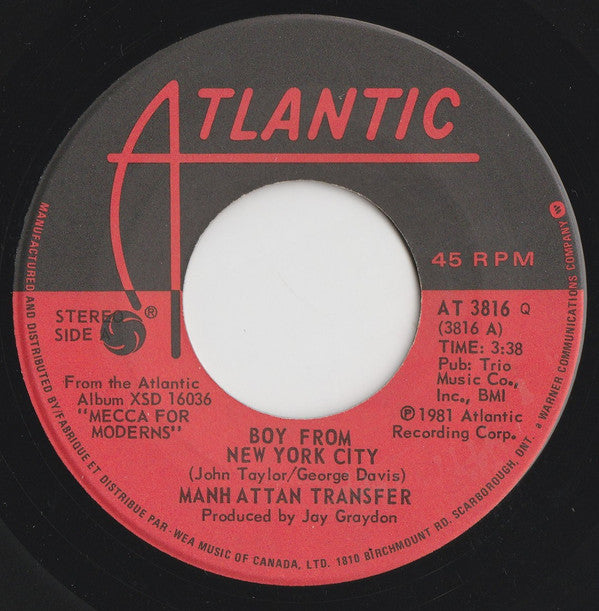 ATLANTIC
45 RPM
STEREO
SIDE A
®
AT 3816 Q
(3816 A)
TIME: 3:38
Pub: Trio
Music Co.,
Inc., BMI
℗ 1981 Atlantic
Recording Corp.
From the Atlantic
Album XSD 16036
"MECCA FOR
MODERNS"
BOY FROM
NEW YORK CITY
(John Taylor/George Davis)
MANHATTAN TRANSFER
Produced by Jay Graydon
MANUFACTURED AND DISTRIBUTED BY/FABRIQUE ET DISTRIBUE PAR-WEA MUSIC OF CANADA, LTD. 1810 BIRCHMOUNT RD. SCARBOROUGH, ONT. a WARNER COMMUNICATIONS COMPANY